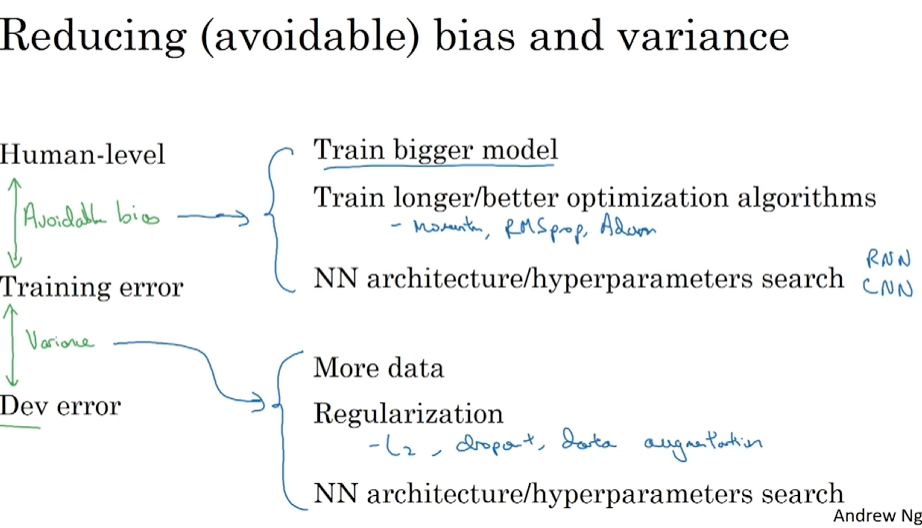 Reducing (avoidable) bias and variance
Human-level
Avoidable bias
Training error
Variance
Dev error
Train bigger model
Train longer/better optimization algorithms
- Momentum, RMSprop, Adam
NN architecture/hyperparameters search
RNN
CNN
More data
Regularization
- L2, dropout, data augmentation
NN architecture/hyperparameters search
Andrew Ng